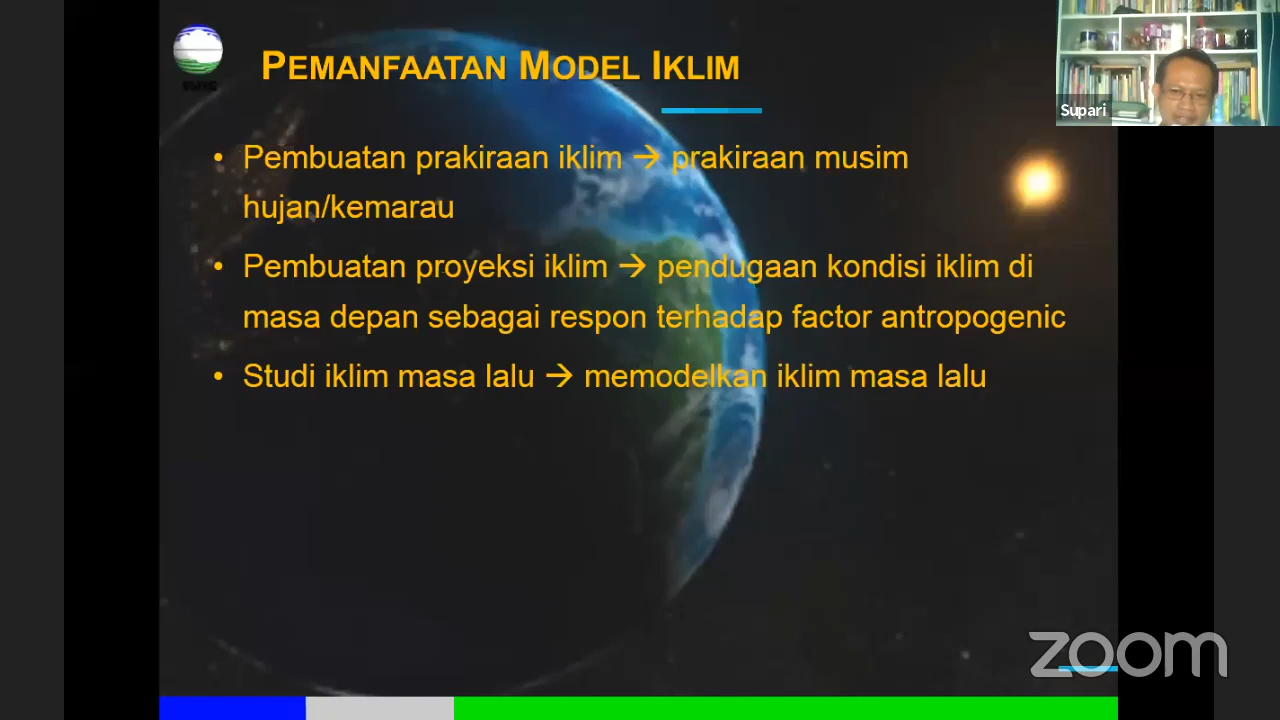 PEMANFAATAN MODEL IKLIM
• Pembuatan prakiraan iklim → prakiraan musim
hujan/kemarau
• Pembuatan proyeksi iklim → pendugaan kondisi iklim di
masa depan sebagai respon terhadap factor antropogenic
• Studi iklim masa lalu → memodelkan iklim masa lalu
Supari
zoom